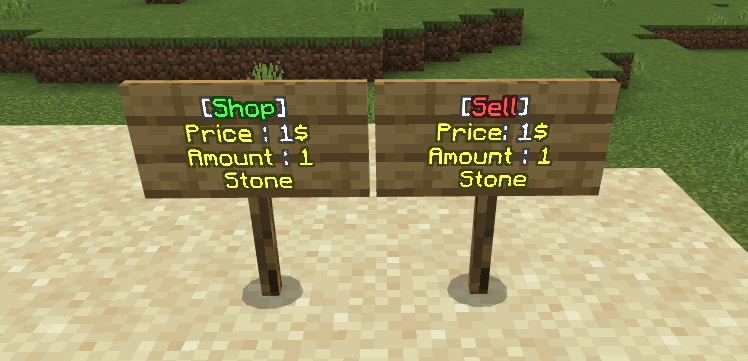 [Shop]
Price : 1$
Amount : 1
Stone
[Sell]
Price: 1$
Amount : 1
Stone